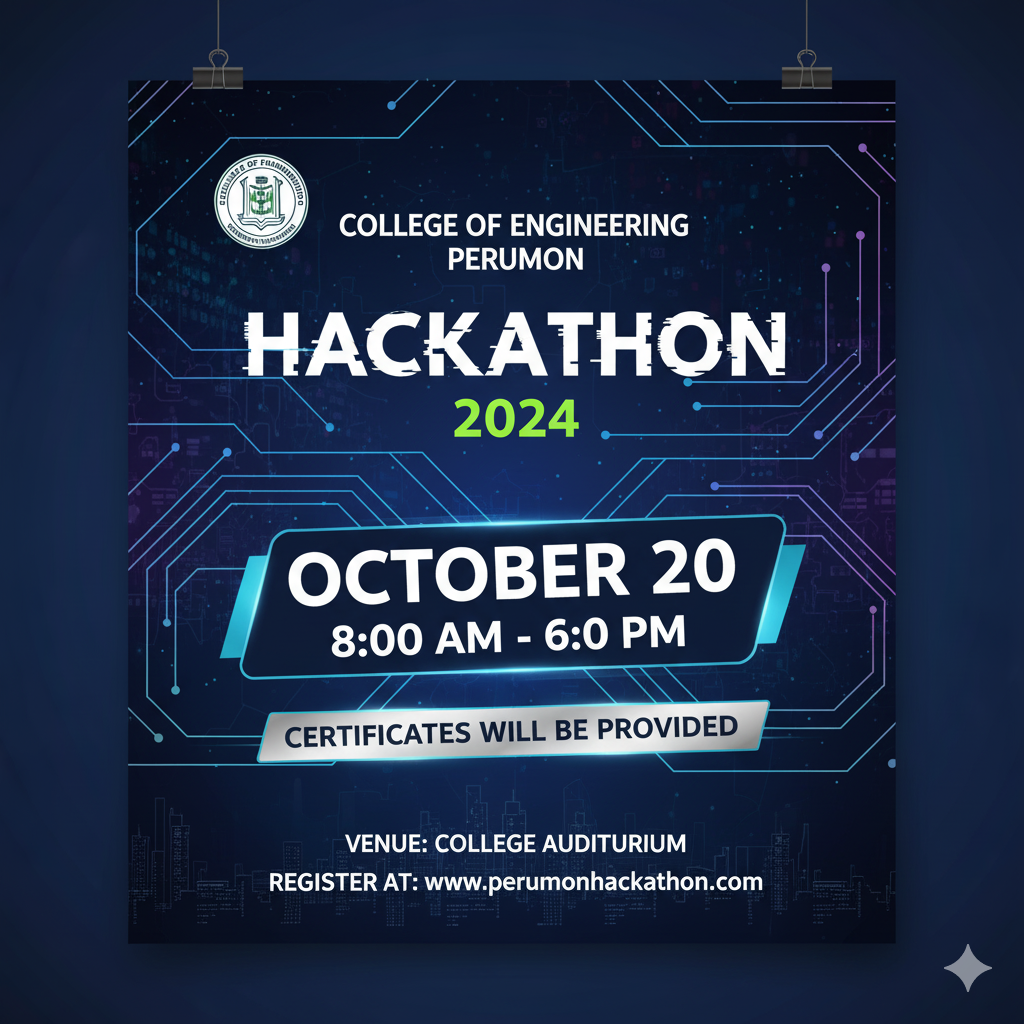 COLLEGE OF ENGINEERING
PERUMON
HACKATHON
2024
OCTOBER 20
8:00 AM - 6:0 PM
CERTIFICATES WILL BE PROVIDED
VENUE: COLLEGE AUDITURIUM
REGISTER AT: www.perumonhackathon.com